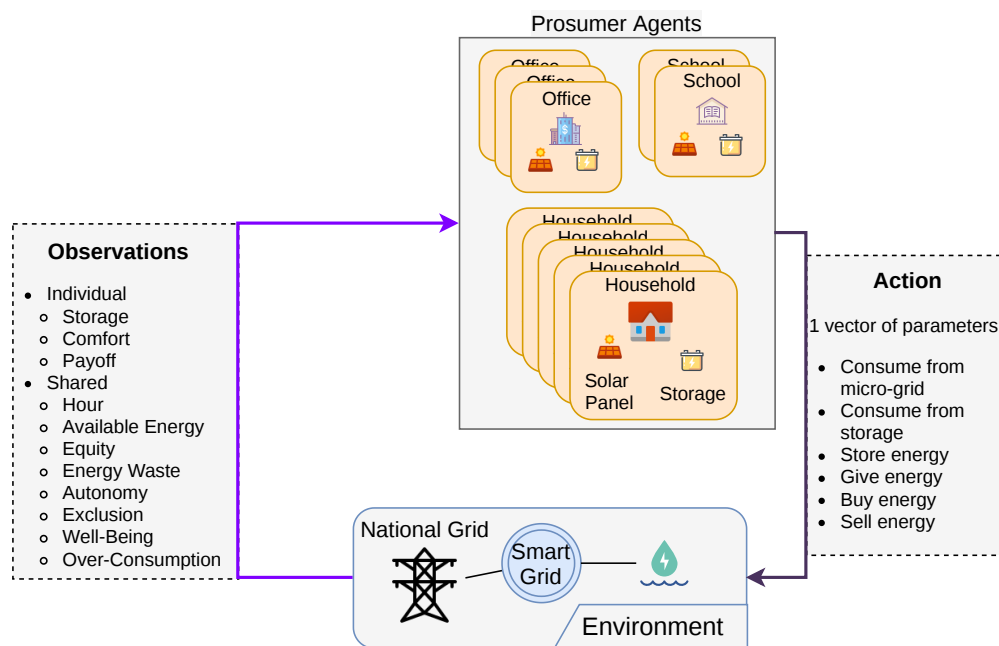 Prosumer Agents
Office
Office
Office
School
School
Household
Household
Household
Household
Household
Solar
Panel
Storage
Observations
Individual
Storage
Comfort
Payoff
Shared
Hour
Available Energy
Equity
Energy Waste
Autonomy
Exclusion
Well-Being
Over-Consumption
Action
1 vector of parameters
Consume from
micro-grid
Consume from
storage
Store energy
Give energy
Buy energy
Sell energy
National Grid
Smart
Grid
Environment